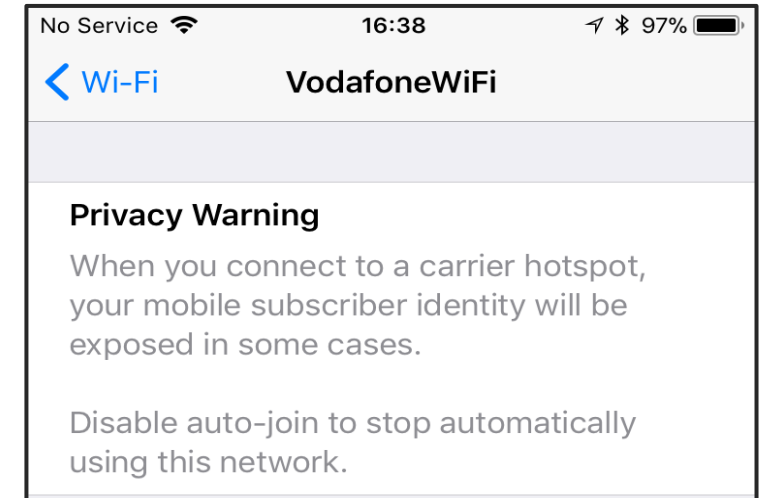 No Service 16:38 97%
Wi-Fi VodafoneWiFi
Privacy Warning
When you connect to a carrier hotspot,
your mobile subscriber identity will be
exposed in some cases.
Disable auto-join to stop automatically
using this network.